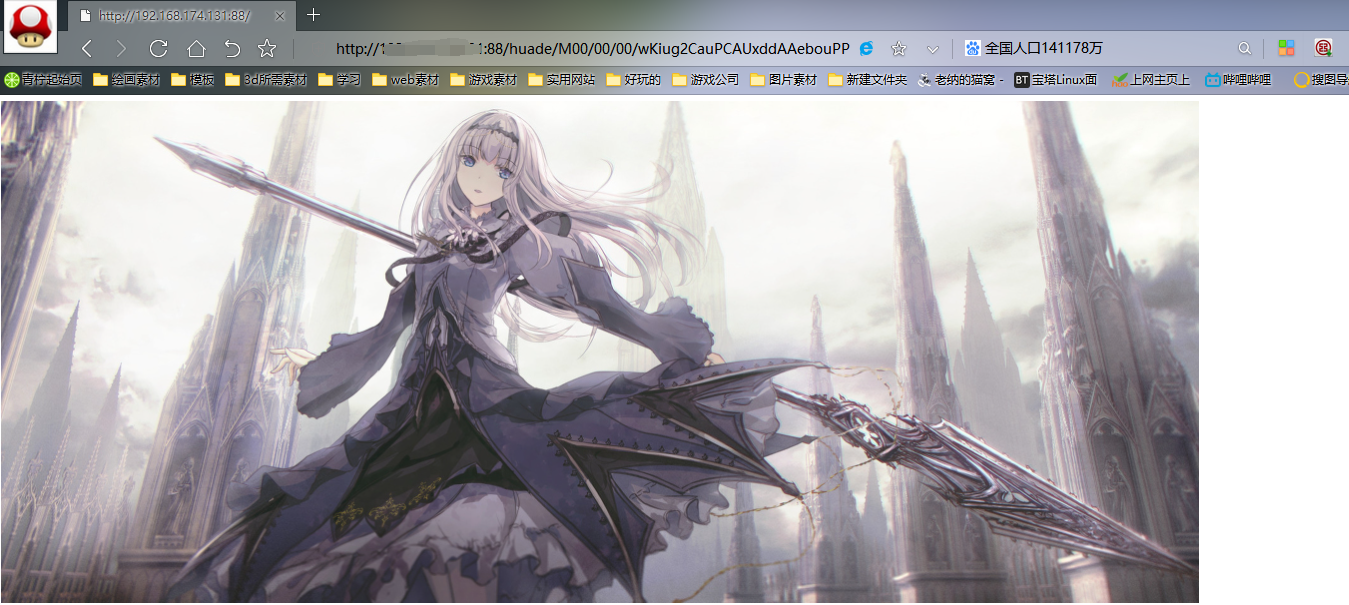 http://192.168.174.131:88/
:88/huade/M00/00/00/wKiug2CauPCAUxddAAebouPP 全国人口141178万
青柠起始页 绘画素材 模板 3d所需素材 学习 web素材 游戏素材 实用网站 好玩的 游戏公司 图片素材 新建文件夹 老纳的猫窝 - BT 宝塔Linux面 上网主页上 哔哩哔哩 搜图导